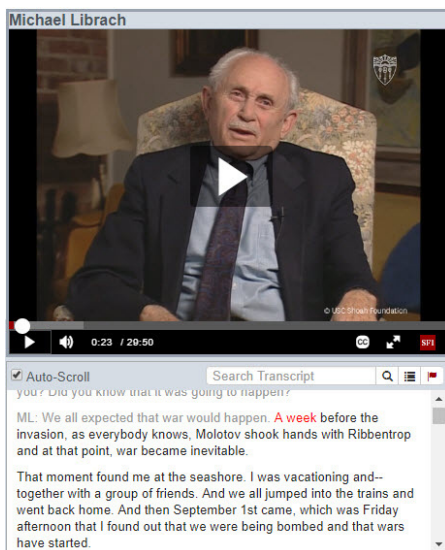 Michael Librach
© USC Shoah Foundation
0:23 / 29:50
CC
SFI
Auto-Scroll
Search Transcript
you? Did you know that it was going to happen?
ML: We all expected that war would happen. A week before the
invasion, as everybody knows, Molotov shook hands with Ribbentrop
and at that point, war became inevitable.
That moment found me at the seashore. I was vacationing and--
together with a group of friends. And we all jumped into the trains and
went back home. And then September 1st came, which was Friday
afternoon that I found out that we were being bombed and that wars
have started.